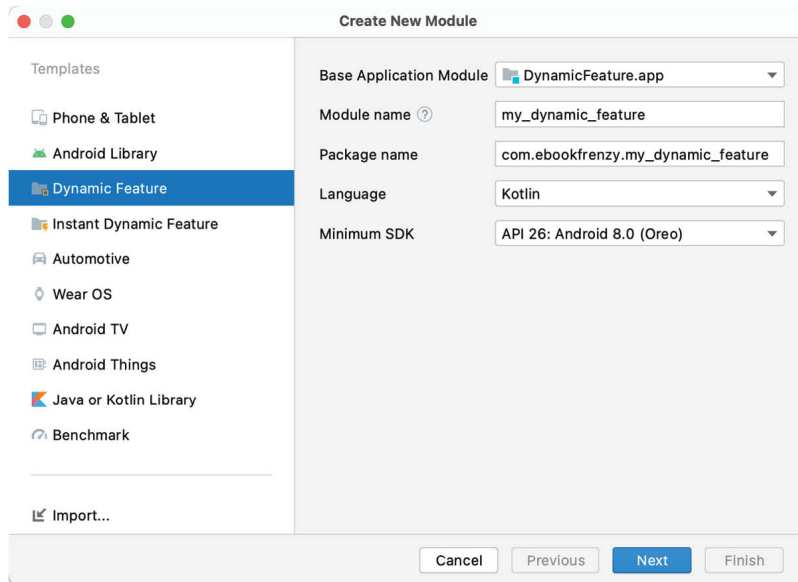 Create New Module
Templates
Phone & Tablet
Android Library
Dynamic Feature
Instant Dynamic Feature
Automotive
Wear OS
Android TV
Android Things
Java or Kotlin Library
Benchmark
Import...
Base Application Module DynamicFeature.app
Module name ? my_dynamic_feature
Package name com.ebookfrenzy.my_dynamic_feature
Language Kotlin
Minimum SDK API 26: Android 8.0 (Oreo)
Cancel Previous Next Finish